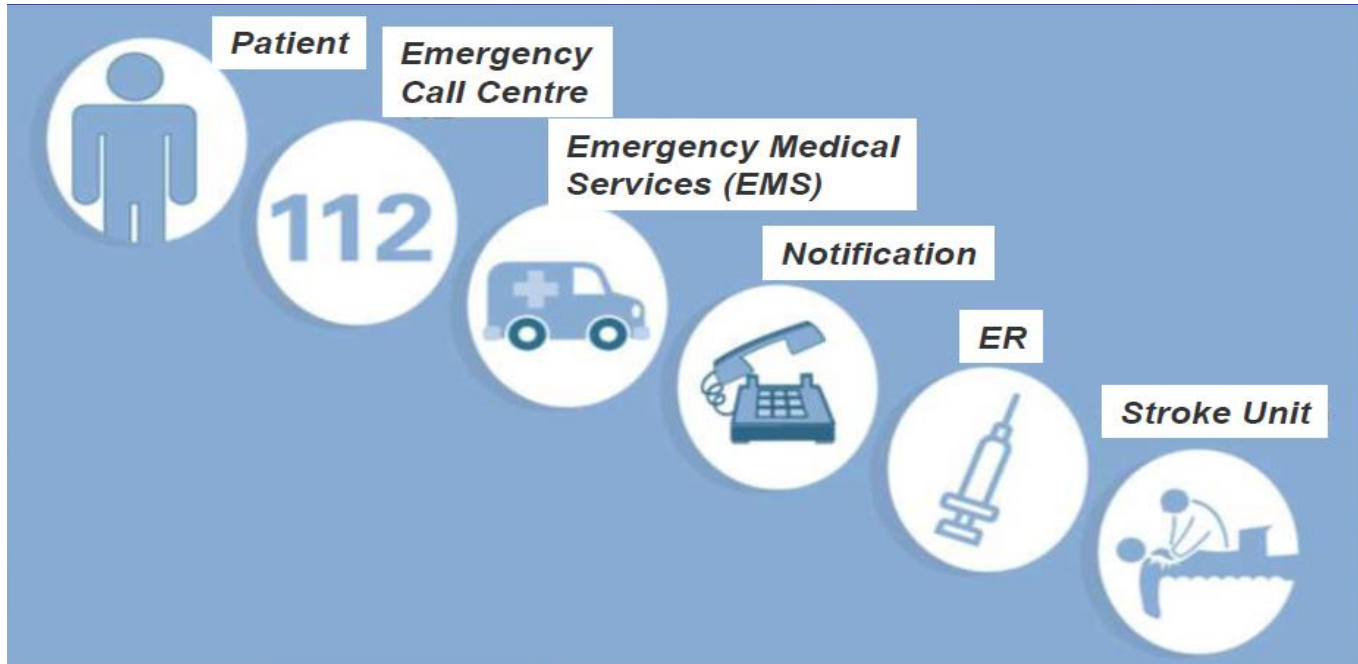 Patient
Emergency
Call Centre
112
Emergency Medical
Services (EMS)
Notification
ER
Stroke Unit